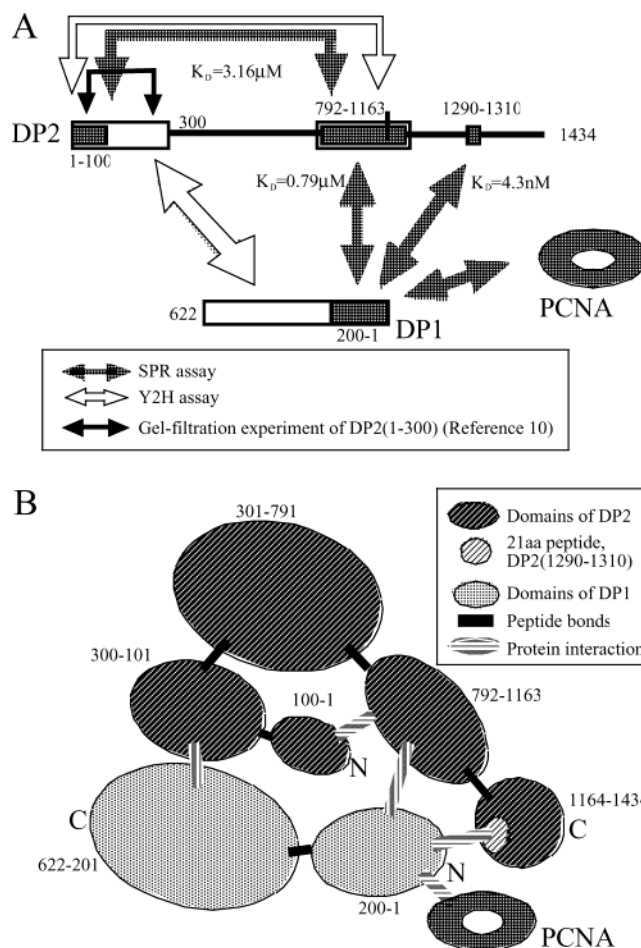 A
K_D=3.16μM
792-1163
1290-1310
DP2
300
1434
1-100
K_D=0.79μM
K_D=4.3nM
PCNA
622
200-1
DP1
SPR assay
Y2H assay
Gel-filtration experiment of DP2(1-300) (Reference 10)
B
301-791
Domains of DP2
21aa peptide,
DP2(1290-1310)
Domains of DP1
Peptide bonds
Protein interaction
300-101
100-1
792-1163
N
1164-1434
C
C
N
622-201
200-1
PCNA